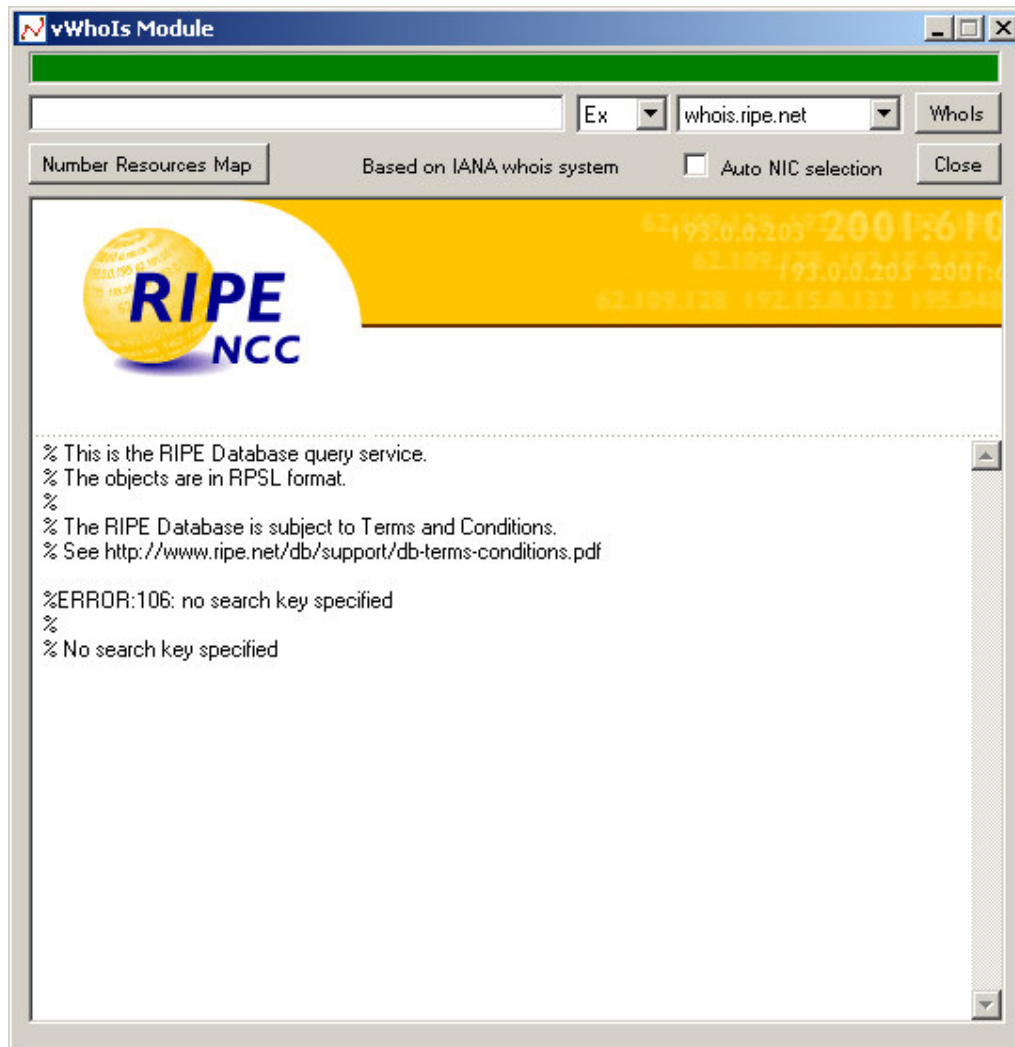 vWhoIs Module
Ex
whois.ripe.net
WhoIs
Number Resources Map
Based on IANA whois system
Auto NIC selection
Close
193.0.0.203 2001:610
193.0.0.203 2001:
62.109.128 192.15.0.132 195.048
RIPE
NCC
% This is the RIPE Database query service.
% The objects are in RPSL format.
%
% The RIPE Database is subject to Terms and Conditions.
% See http://www.ripe.net/db/support/db-terms-conditions.pdf
%ERROR:106: no search key specified
%
% No search key specified